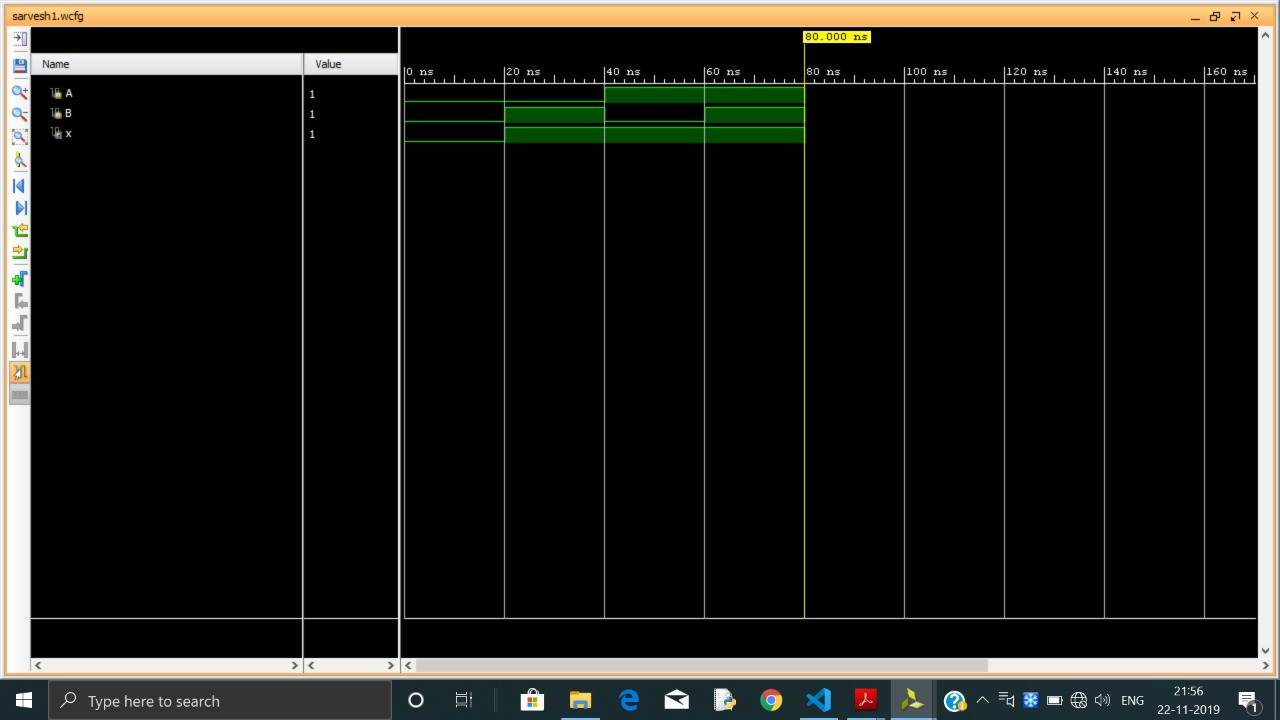 sarvesh1.wcfg
80.000 ns
Name
Value
0 ns
20 ns
40 ns
60 ns
80 ns
100 ns
120 ns
140 ns
160 ns
A
1
B
1
x
1
Type here to search
ENG
21:56
22-11-2019
1